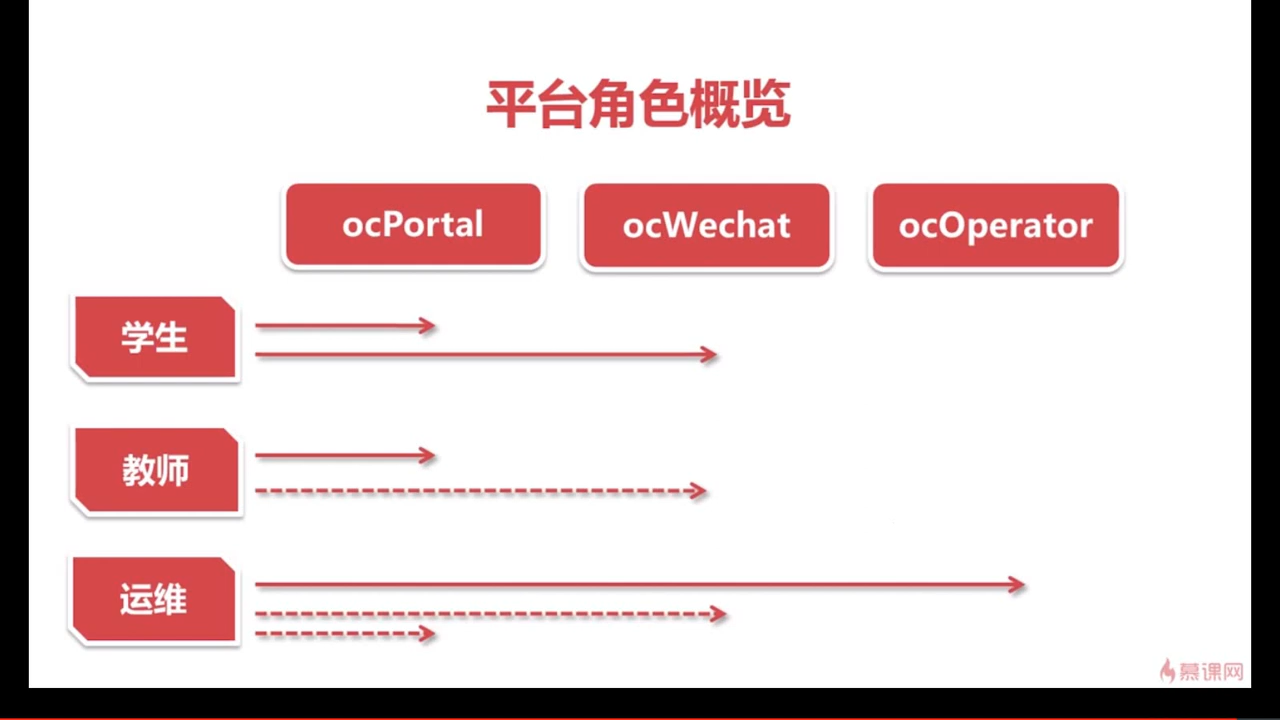 平台角色概览
ocPortal
ocWechat
ocOperator
学生
教师
运维
慕课网